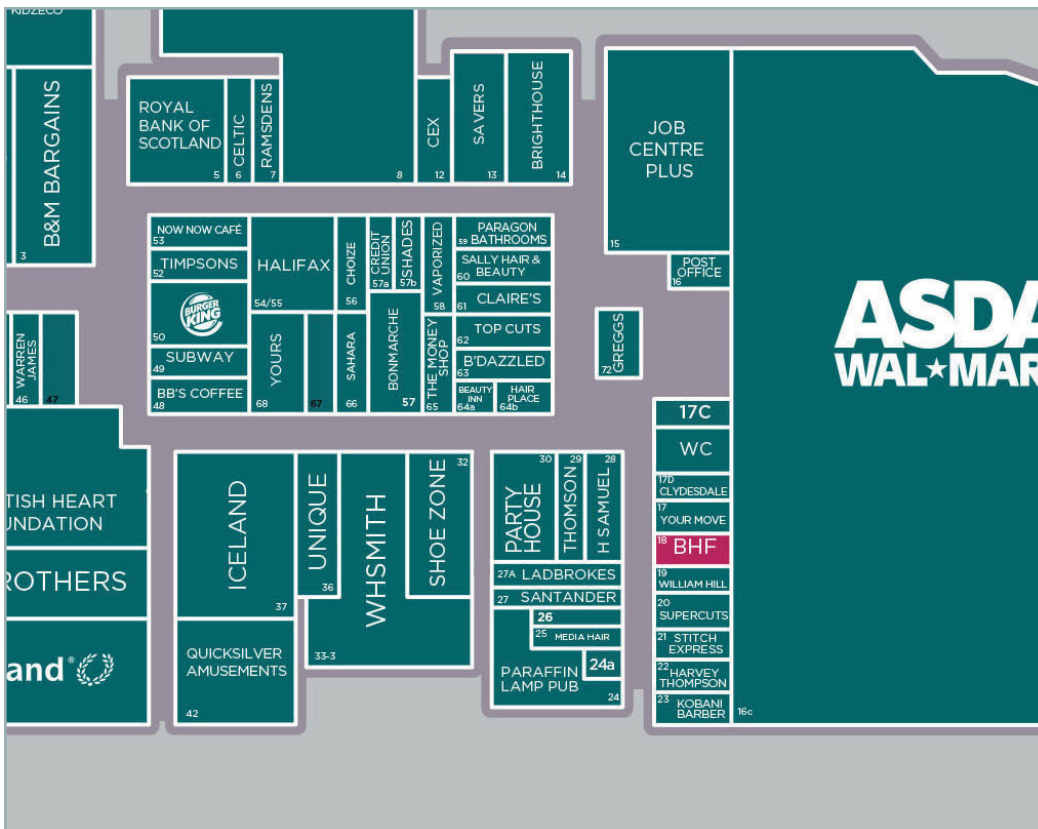 KIDZECO
B&M BARGAINS
3
ROYAL
BANK OF
SCOTLAND
5
CELTIC
6
RAMSDENS
7
8
CEX
12
SAVERS
13
BRIGHTHOUSE
14
JOB
CENTRE
PLUS
15
POST
OFFICE
16
ASDA
WAL★MAR
16c
NOW NOW CAFÉ
53
TIMPSONS
52
BURGER
KING
50
SUBWAY
49
BB'S COFFEE
48
HALIFAX
54/55
YOURS
68
67
CHOIZE
56
SAHARA
66
CREDIT
UNION
57a
SHADES
57b
BONMARCHE
57
VAPORIZED
58
THE MONEY
SHOP
65
PARAGON
59 BATHROOMS
SALLY HAIR &
60 BEAUTY
61 CLAIRE'S
TOP CUTS
62
B'DAZZLED
63
BEAUTY
INN
64a
HAIR
PLACE
64b
GREGGS
72
WARREN
JAMES
46
47
TISH HEART
UNDATION
ROTHERS
and®
ICELAND
37
QUICKSILVER
AMUSEMENTS
42
UNIQUE
36
WHSMITH
33-3
SHOE ZONE
32
PARTY
HOUSE
30
THOMSON
29
H SAMUEL
28
27A LADBROKES
27 SANTANDER
26
25 MEDIA HAIR
24a
PARAFFIN
LAMP PUB
24
17C
WC
17D
CLYDESDALE
17
YOUR MOVE
18 BHF
19
WILLIAM HILL
20
SUPERCUTS
21 STITCH
EXPRESS
22 HARVEY
THOMPSON
23 KOBANI
BARBER